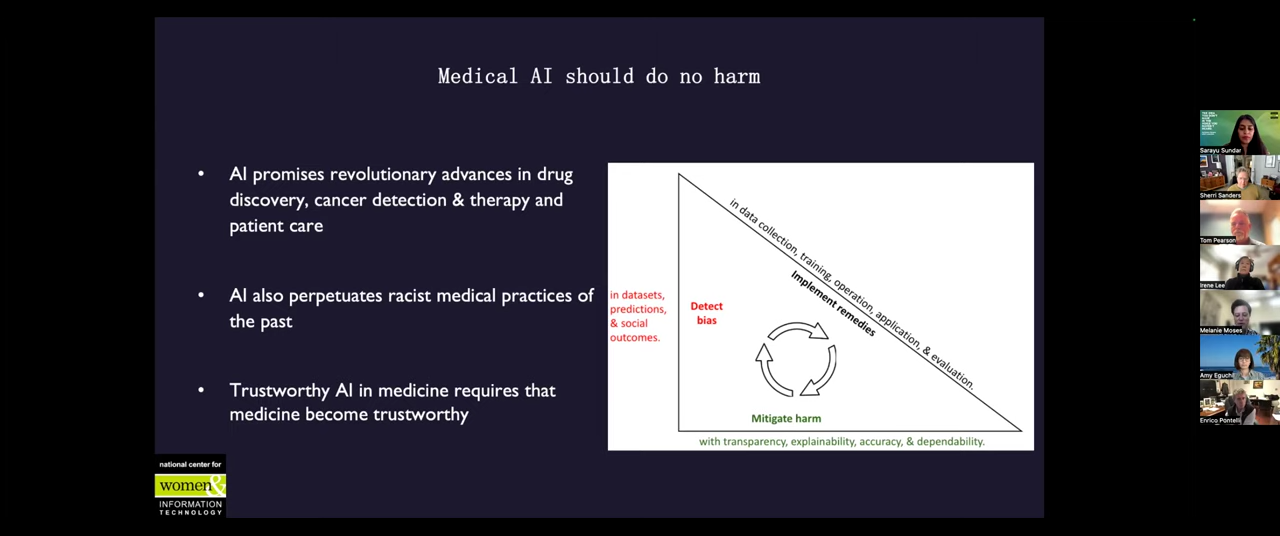 Medical AI should do no harm
• AI promises revolutionary advances in drug
discovery, cancer detection & therapy and
patient care
• AI also perpetuates racist medical practices of
the past
• Trustworthy AI in medicine requires that
medicine become trustworthy
in data collection, training, operation, application, & evaluation.
Implement remedies
in datasets,
predictions,
& social
outcomes.
Detect
bias
Mitigate harm
with transparency, explainability, accuracy, & dependability.
national center for
women&
INFORMATION
TECHNOLOGY
Sarayu Sundar
Sherri Sanders
Tom Pearson
Irene Lee
Melanie Moses
Amy Eguchi
Enrico Pontelli